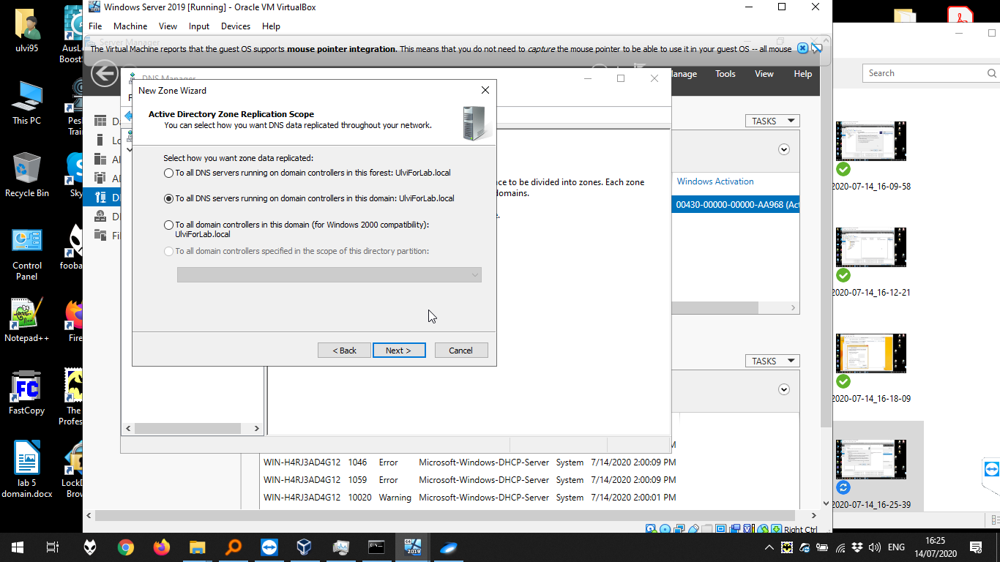 Windows Server 2019 [Running] - Oracle VM VirtualBox
File Machine View Input Devices Help
The Virtual Machine reports that the guest OS supports mouse pointer integration. This means that you do not need to capture the mouse pointer to be able to use it in your guest OS -- all mouse
Server Manager
DNS Manager
Manage Tools View Help
New Zone Wizard
Active Directory Zone Replication Scope
You can select how you want DNS data replicated throughout your network.
Select how you want zone data replicated:
To all DNS servers running on domain controllers in this forest: UlviForLab.local
To all DNS servers running on domain controllers in this domain: UlviForLab.local
To all domain controllers in this domain (for Windows 2000 compatibility):
UlviForLab.local
To all domain controllers specified in the scope of this directory partition:
< Back Next > Cancel
ce to be divided into zones. Each zone
domains.
TASKS
Windows Activation
00430-00000-00000-AA968 (Act
TASKS
WIN-H4RJ3AD4G12 1046 Error Microsoft-Windows-DHCP-Server System 7/14/2020 2:00:09 PM
WIN-H4RJ3AD4G12 1059 Error Microsoft-Windows-DHCP-Server System 7/14/2020 2:00:09 PM
WIN-H4RJ3AD4G12 10020 Warning Microsoft-Windows-DHCP-Server System 7/14/2020 2:00:01 PM
Right Ctrl
ulvi95
This PC
Recycle Bin
Control
Panel
Notepad++
FastCopy
lab 5
domain.docx
AusL
Boost
Pesl
Trai
Sky
fooba
Fire
The
Profes
LockD
Brow
Search
2020-07-14_16-09-58
2020-07-14_16-12-21
2020-07-14_16-18-09
2020-07-14_16-25-39
2019
ENG
16:25
14/07/2020